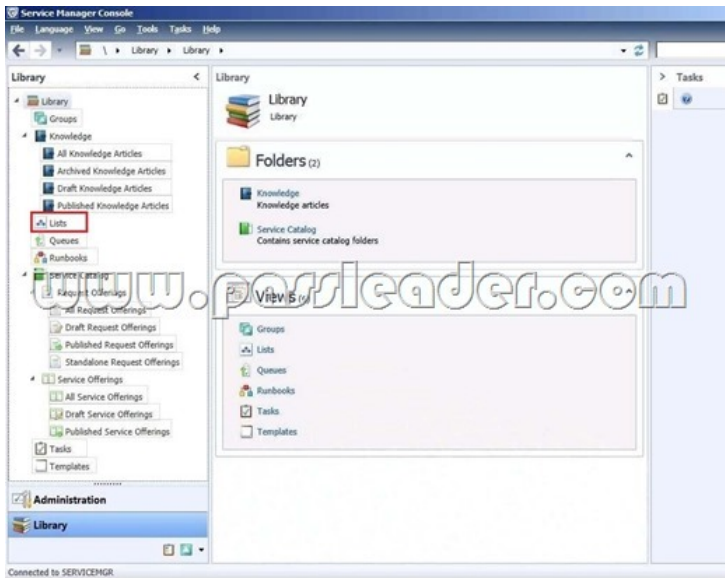 Service Manager Console
File Language View Go Tools Tasks Help
\ Library Library
Library
Library
Groups
Knowledge
All Knowledge Articles
Archived Knowledge Articles
Draft Knowledge Articles
Published Knowledge Articles
Lists
Queues
Runbooks
Service Catalog
Request Offerings
All Request Offerings
Draft Request Offerings
Published Request Offerings
Standalone Request Offerings
Service Offerings
All Service Offerings
Draft Service Offerings
Published Service Offerings
Tasks
Templates
Administration
Library
Connected to SERVICEMGR
Library
Library
Library
Folders (2)
Knowledge
Knowledge articles
Service Catalog
Contains service catalog folders
www.passleader.com
Views
Groups
Lists
Queues
Runbooks
Tasks
Templates
Tasks